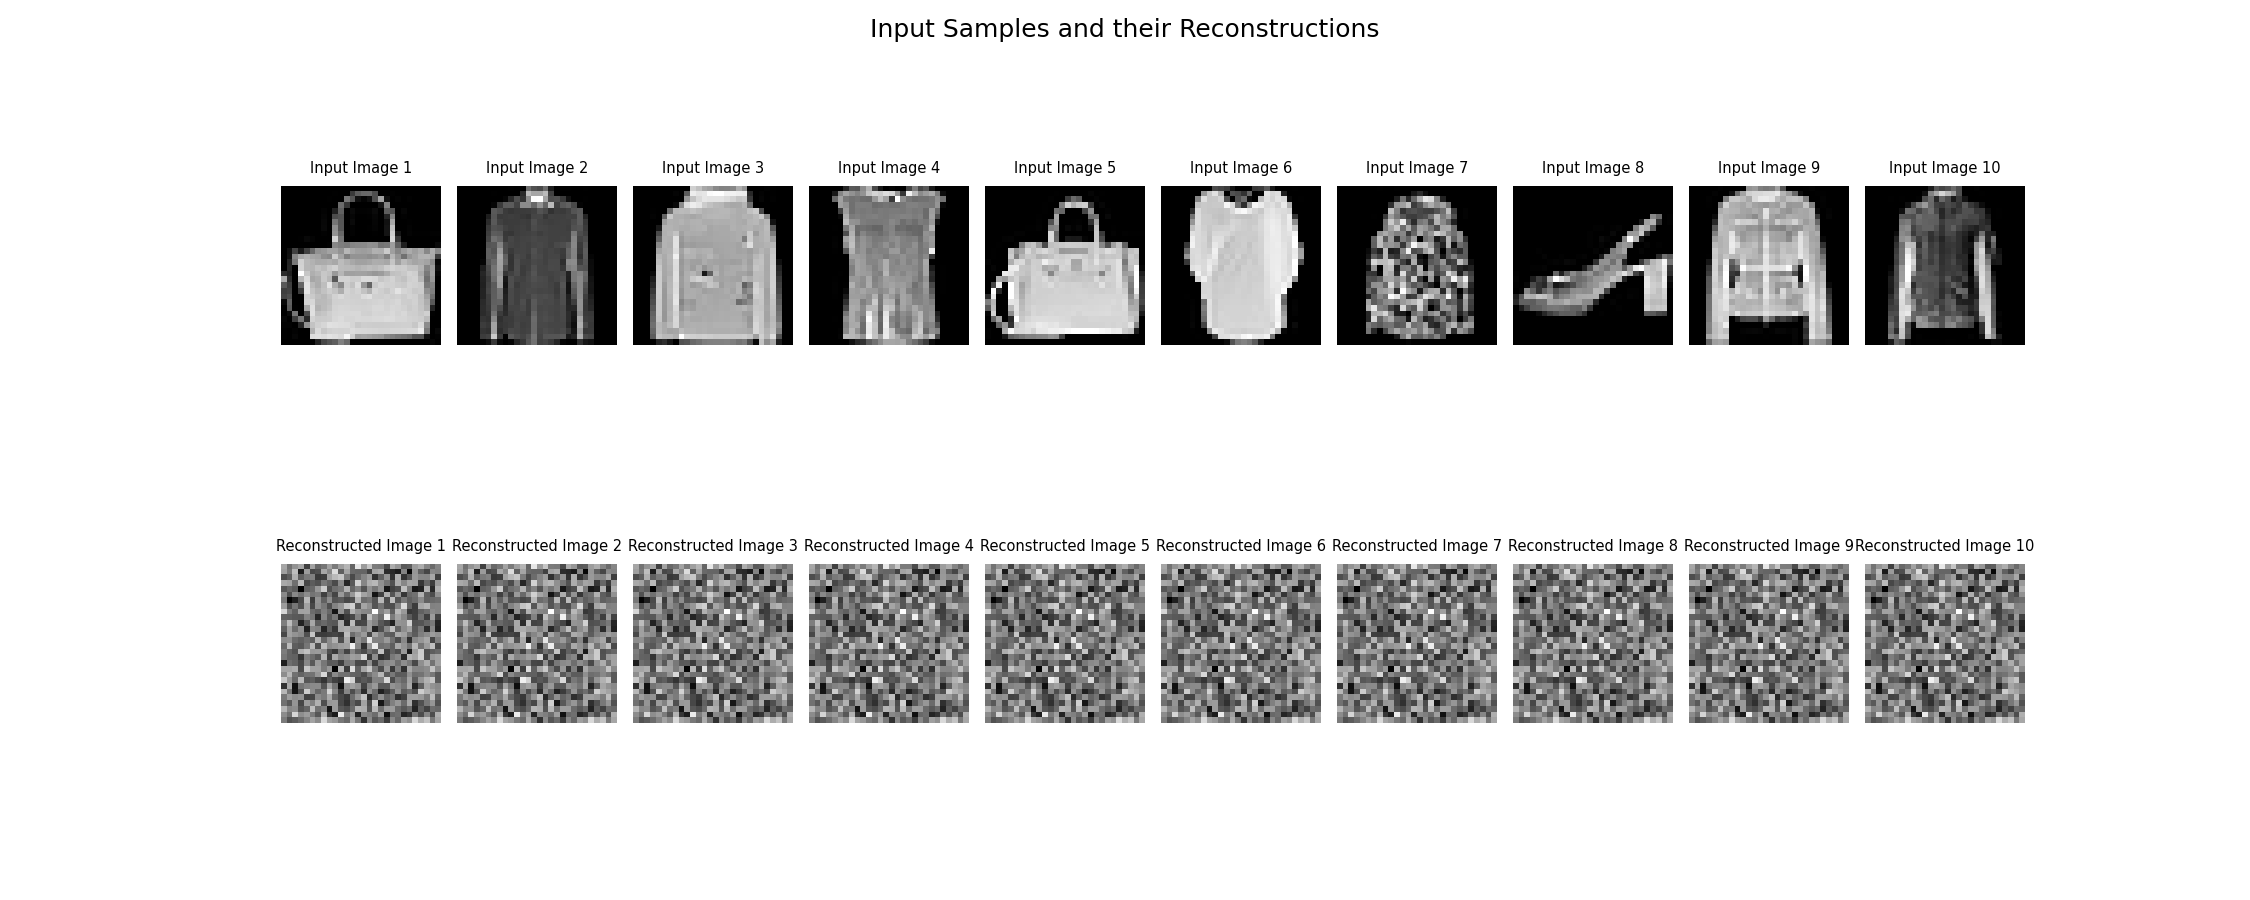 Input Samples and their Reconstructions
Input Image 1 Input Image 2 Input Image 3 Input Image 4 Input Image 5 Input Image 6 Input Image 7 Input Image 8 Input Image 9 Input Image 10
Reconstructed Image 1 Reconstructed Image 2 Reconstructed Image 3 Reconstructed Image 4 Reconstructed Image 5 Reconstructed Image 6 Reconstructed Image 7 Reconstructed Image 8 Reconstructed Image 9 Reconstructed Image 10